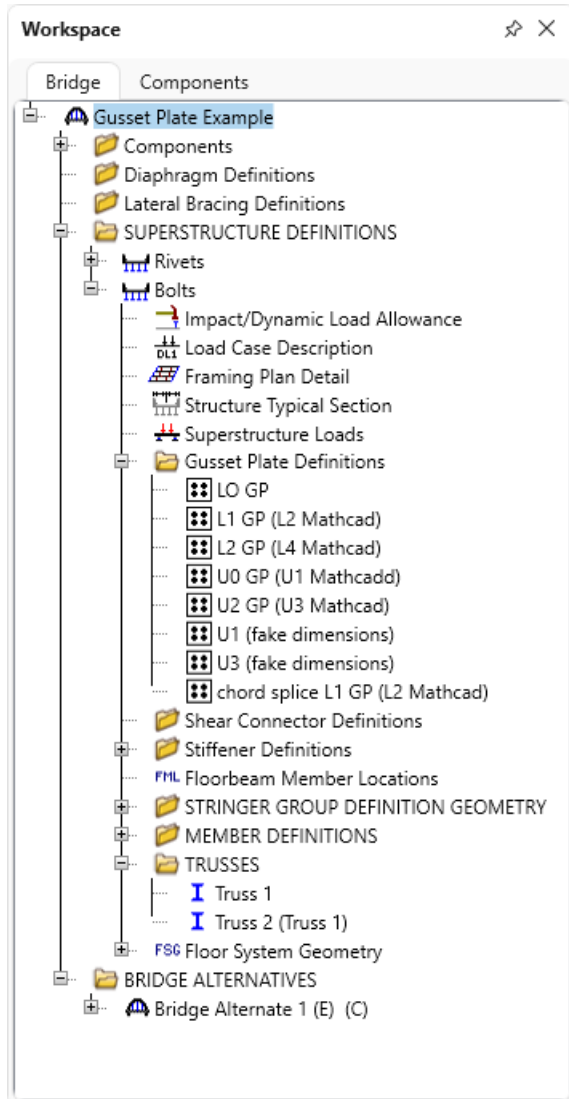 Workspace
Bridge Components
Gusset Plate Example
Components
Diaphragm Definitions
Lateral Bracing Definitions
SUPERSTRUCTURE DEFINITIONS
Rivets
Bolts
Impact/Dynamic Load Allowance
DL1 Load Case Description
Framing Plan Detail
Structure Typical Section
Superstructure Loads
Gusset Plate Definitions
LO GP
L1 GP (L2 Mathcad)
L2 GP (L4 Mathcad)
U0 GP (U1 Mathcadd)
U2 GP (U3 Mathcad)
U1 (fake dimensions)
U3 (fake dimensions)
chord splice L1 GP (L2 Mathcad)
Shear Connector Definitions
Stiffener Definitions
FML Floorbeam Member Locations
STRINGER GROUP DEFINITION GEOMETRY
MEMBER DEFINITIONS
TRUSSES
Truss 1
Truss 2 (Truss 1)
FSG Floor System Geometry
BRIDGE ALTERNATIVES
Bridge Alternate 1 (E) (C)